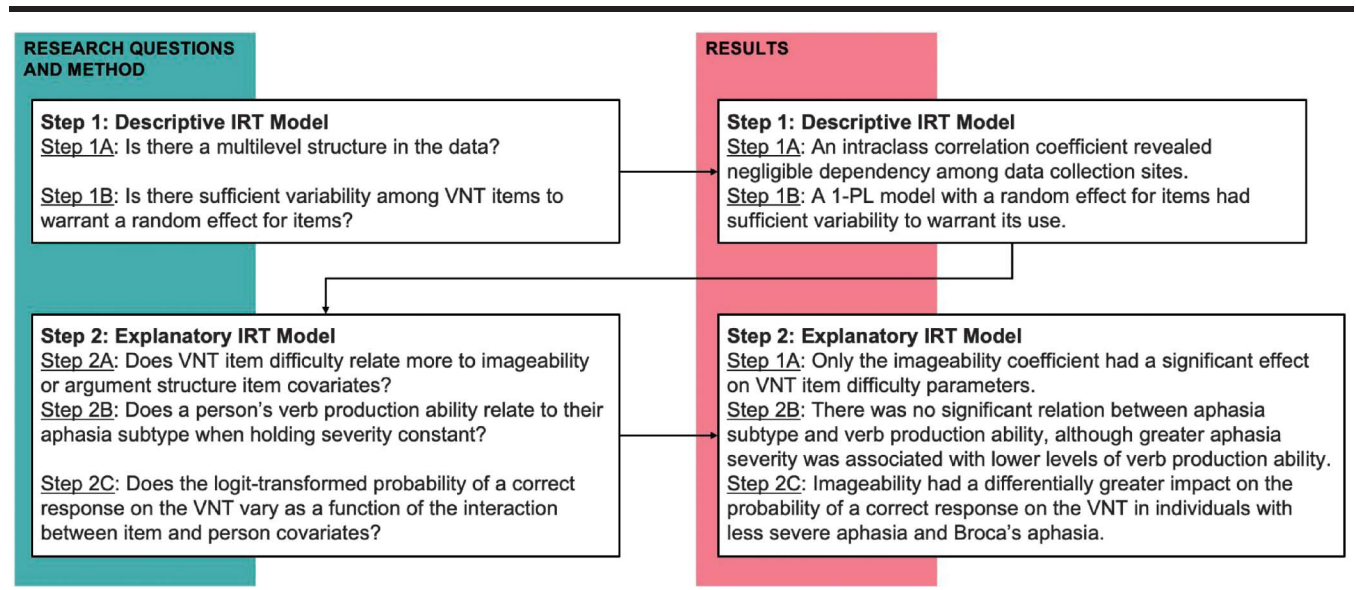 RESEARCH QUESTIONS
AND METHOD
Step 1: Descriptive IRT Model
Step 1A: Is there a multilevel structure in the data?
Step 1B: Is there sufficient variability among VNT items to
warrant a random effect for items?
RESULTS
Step 1: Descriptive IRT Model
Step 1A: An intraclass correlation coefficient revealed
negligible dependency among data collection sites.
Step 1B: A 1-PL model with a random effect for items had
sufficient variability to warrant its use.
Step 2: Explanatory IRT Model
Step 2A: Does VNT item difficulty relate more to imageability
or argument structure item covariates?
Step 2B: Does a person's verb production ability relate to their
aphasia subtype when holding severity constant?
Step 2C: Does the logit-transformed probability of a correct
response on the VNT vary as a function of the interaction
between item and person covariates?
Step 2: Explanatory IRT Model
Step 1A: Only the imageability coefficient had a significant effect
on VNT item difficulty parameters.
Step 2B: There was no significant relation between aphasia
subtype and verb production ability, although greater aphasia
severity was associated with lower levels of verb production ability.
Step 2C: Imageability had a differentially greater impact on the
probability of a correct response on the VNT in individuals with
less severe aphasia and Broca's aphasia.